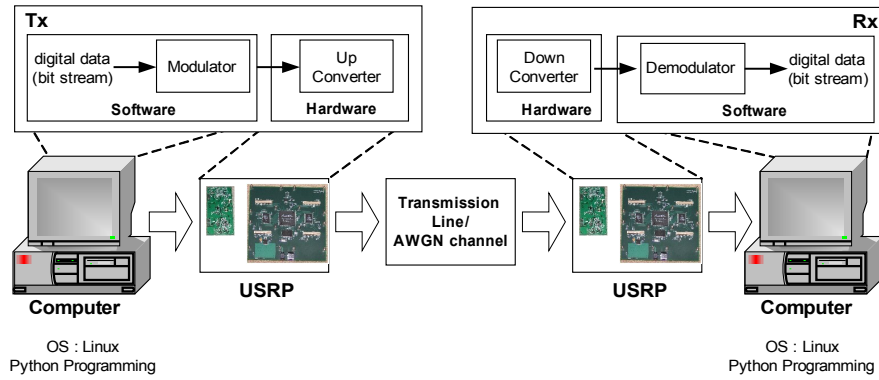 Tx
digital data
(bit stream)
Modulator
Software
Up
Converter
Hardware
Rx
Down
Converter
Hardware
Demodulator
digital data
(bit stream)
Software
Transmission
Line/
AWGN channel
Computer
USRP
USRP
Computer
OS : Linux
Python Programming
OS : Linux
Python Programming